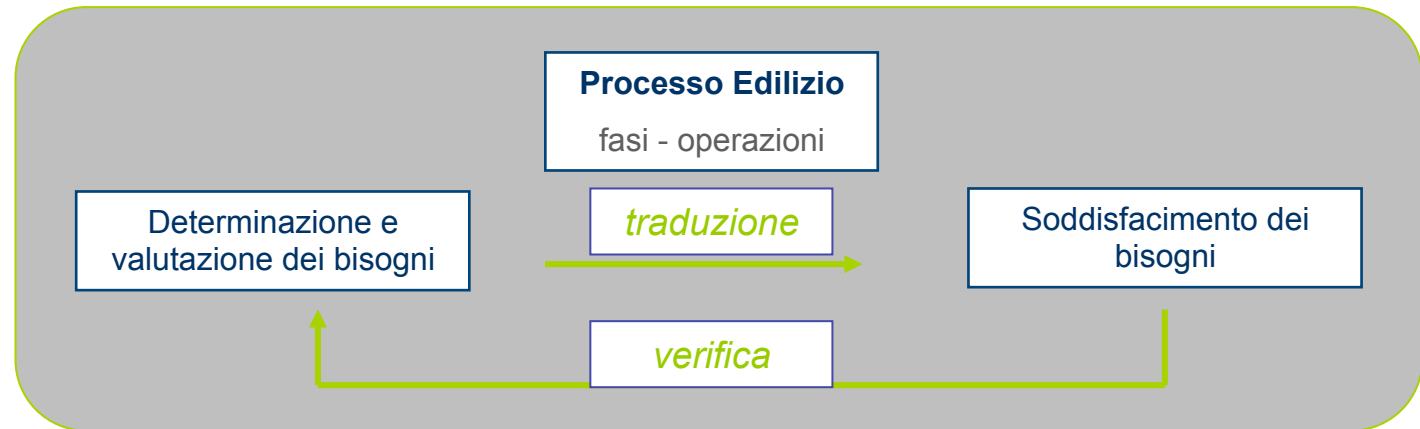 Processo Edilizio
fasi - operazioni
Determinazione e
valutazione dei bisogni
traduzione
Soddisfacimento dei
bisogni
verifica